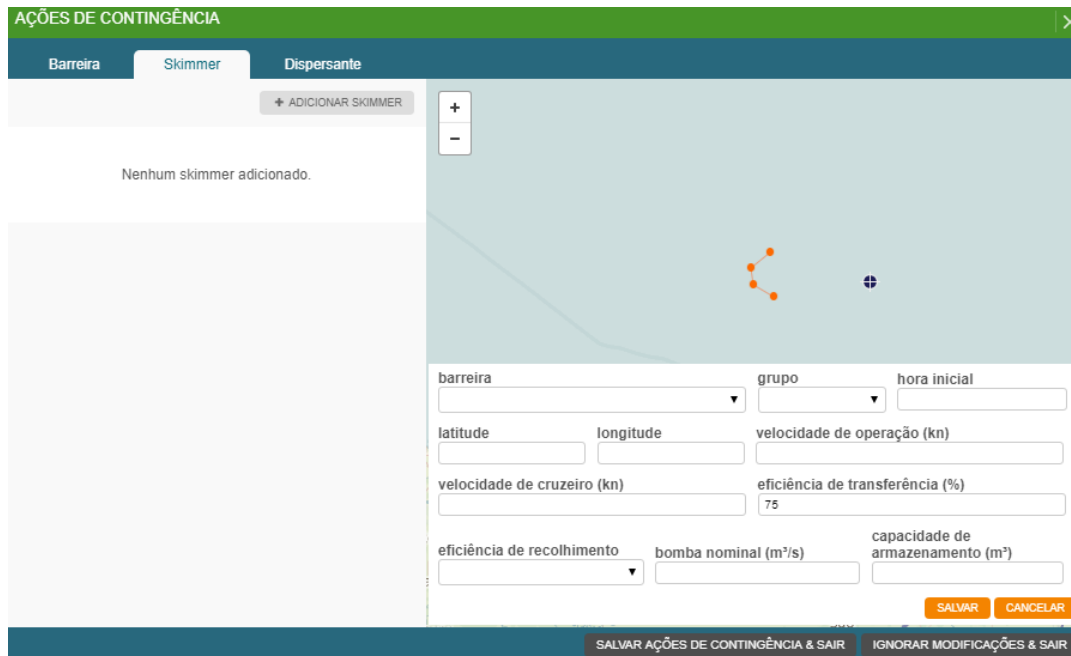 AÇÕES DE CONTINGÊNCIA
Barreira Skimmer Dispersante
+ ADICIONAR SKIMMER
Nenhum skimmer adicionado.
+
−
barreira grupo hora inicial
latitude longitude velocidade de operação (kn)
velocidade de cruzeiro (kn) eficiência de transferência (%)
75
eficiência de recolhimento bomba nominal (m³/s) capacidade de
armazenamento (m³)
SALVAR CANCELAR
SALVAR AÇÕES DE CONTINGÊNCIA & SAIR IGNORAR MODIFICAÇÕES & SAIR